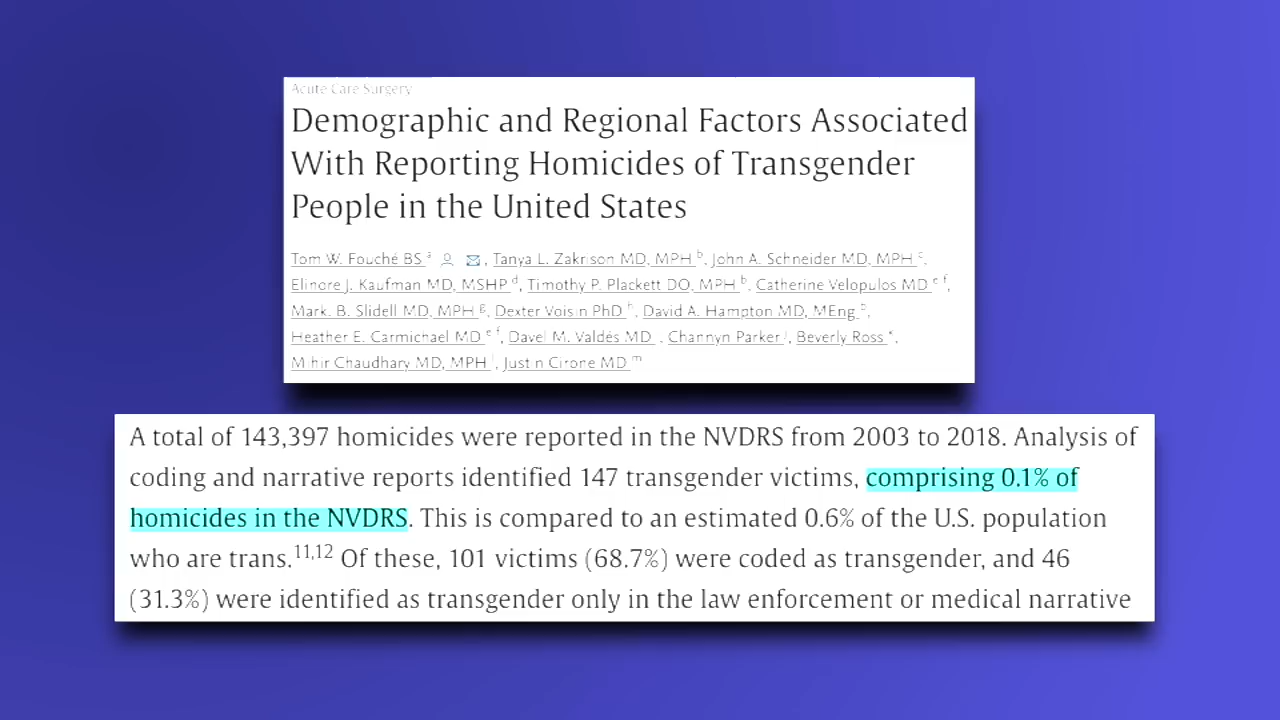 Acute Care Surgery
Demographic and Regional Factors Associated
With Reporting Homicides of Transgender
People in the United States
Tom W. Fouché BS a , Tanya L. Zakrison MD, MPH b, John A. Schneider MD, MPH c,
Elinore J. Kaufman MD, MSHP d, Timothy P. Plackett DO, MPH b, Catherine Velopulos MD e f,
Mark. B. Slidell MD, MPH g, Dexter Voisin PhD h, David A. Hampton MD, MEng b,
Heather E. Carmichael MD e f, Davel M. Valdés MD , Channyn Parker j, Beverly Ross k,
Mihir Chaudhary MD, MPH l, Justin Cirone MD m
A total of 143,397 homicides were reported in the NVDRS from 2003 to 2018. Analysis of
coding and narrative reports identified 147 transgender victims, comprising 0.1% of
homicides in the NVDRS. This is compared to an estimated 0.6% of the U.S. population
who are trans.11,12 Of these, 101 victims (68.7%) were coded as transgender, and 46
(31.3%) were identified as transgender only in the law enforcement or medical narrative